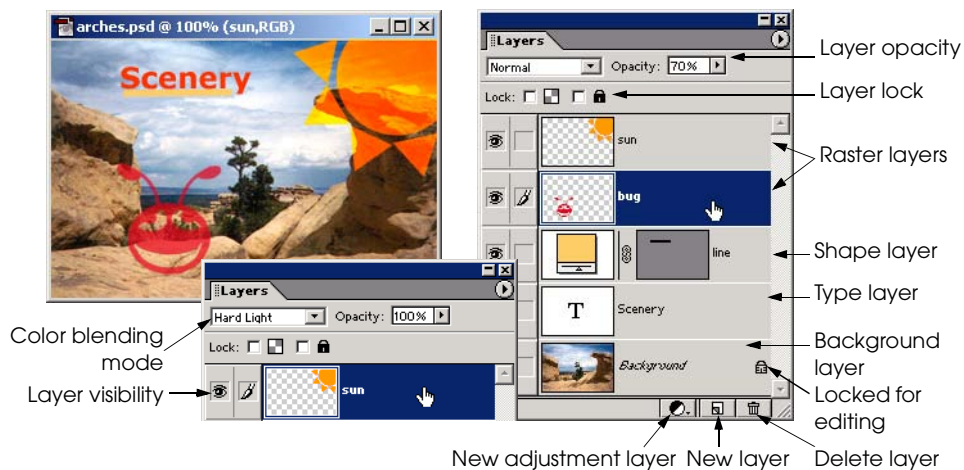 arches.psd @ 100% (sun,RGB)
Scenery
Layers
Normal
Opacity: 70%
Lock:
sun
bug
line
T
Scenery
Background
Layer opacity
Layer lock
Raster layers
Shape layer
Type layer
Background
layer
Locked for
editing
Layers
Hard Light
Opacity: 100%
Lock:
sun
Color blending
mode
Layer visibility
New adjustment layer
New layer
Delete layer